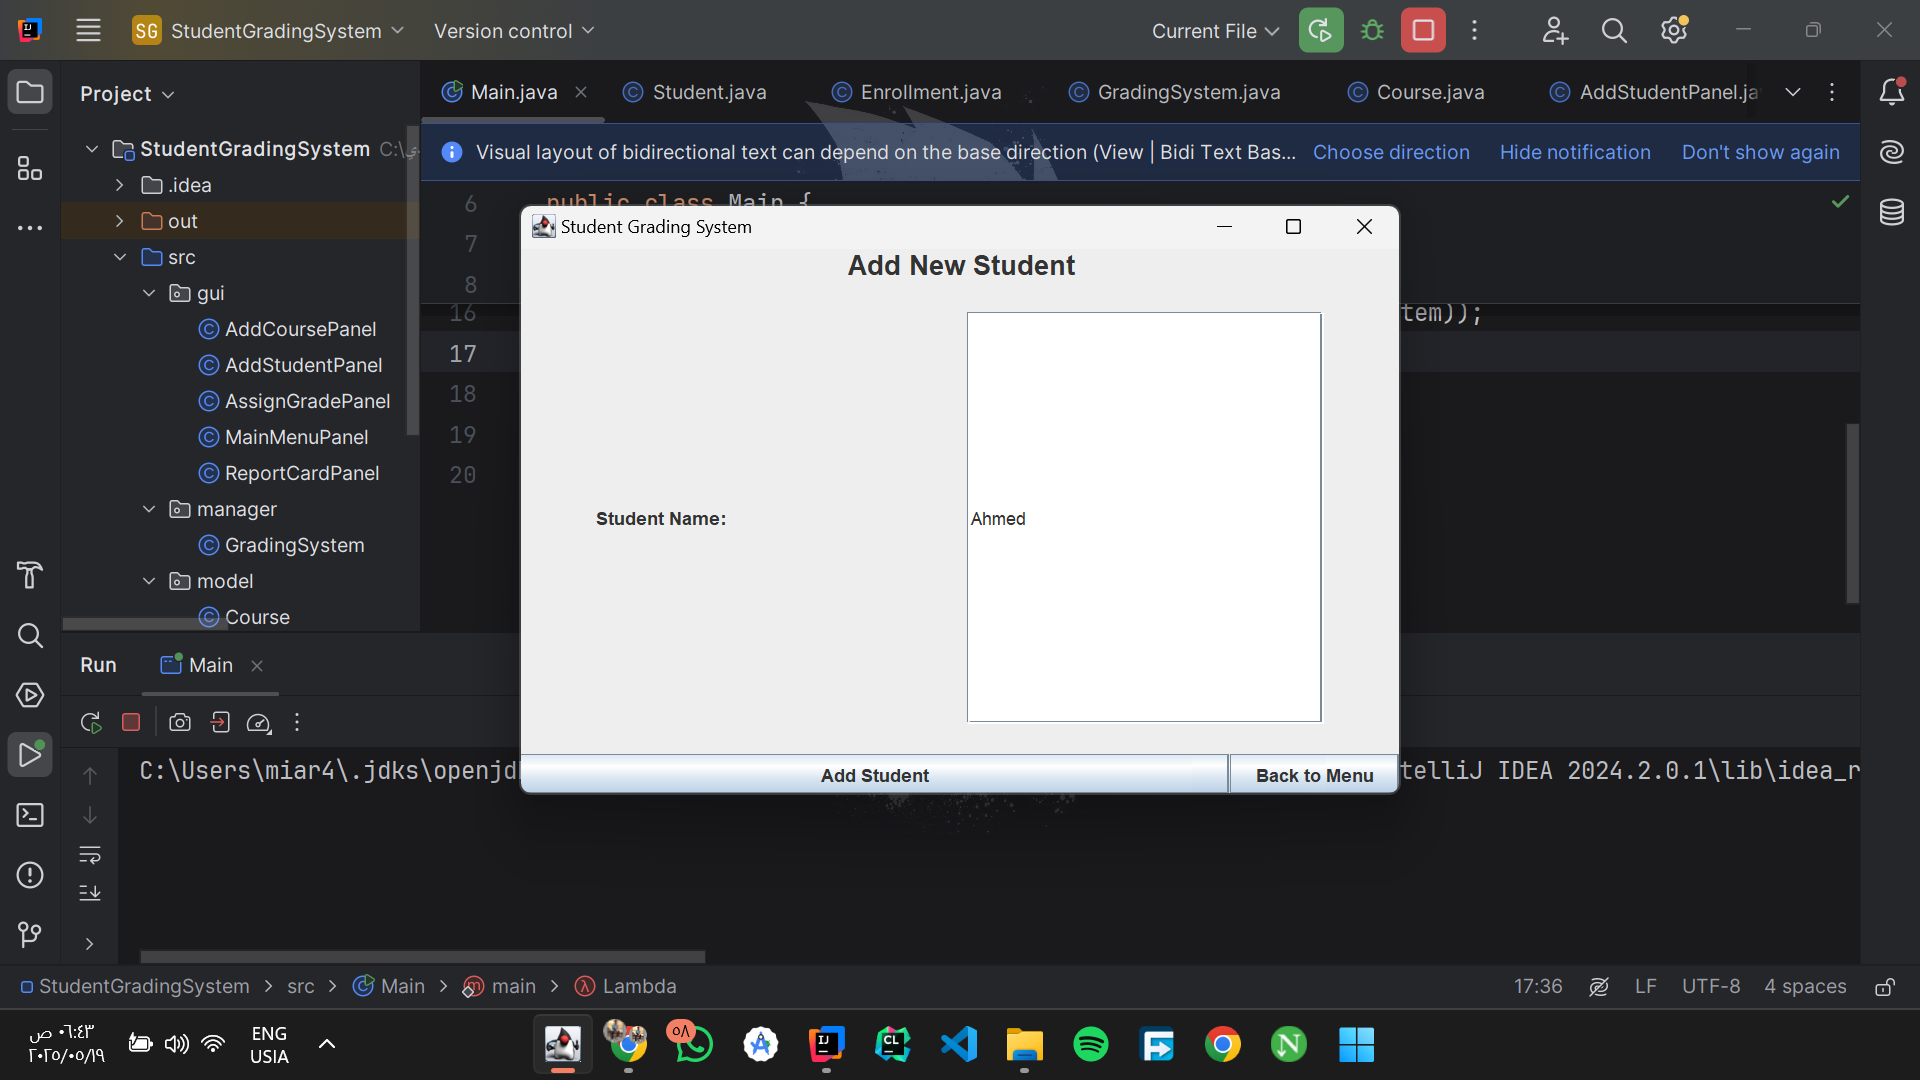 SG StudentGradingSystem Version control Current File
Project
Main.java Student.java Enrollment.java GradingSystem.java Course.java AddStudentPanel.ja
StudentGradingSystem C:\
Visual layout of bidirectional text can depend on the base direction (View | Bidi Text Bas... Choose direction Hide notification Don't show again
.idea
out
src
gui
AddCoursePanel
AddStudentPanel
AssignGradePanel
MainMenuPanel
ReportCardPanel
manager
GradingSystem
model
Course
6 public class Main {
7
8
16 tem));
17
18
19
20
Student Grading System
Add New Student
Student Name:
Ahmed
Add Student Back to Menu
Run Main
C:\Users\miar4\.jdks\openjd telliJ IDEA 2024.2.0.1\lib\idea_r
StudentGradingSystem > src > Main > main > Lambda 17:36 LF UTF-8 4 spaces
٠٦:٤٣ ص
٢٠٢٥/٠٥/١٩
ENG
USIA
٥٨